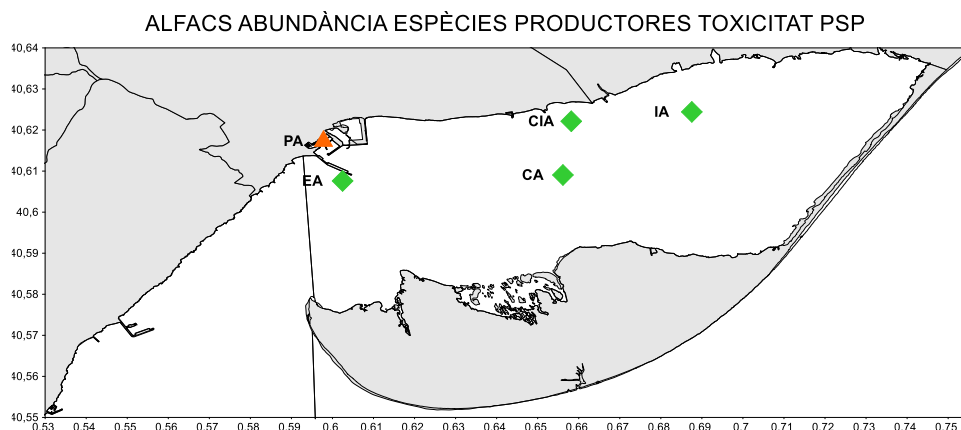 ALFACS ABUNDÀNCIA ESPÈCIES PRODUCTORES TOXICITAT PSP
40,64
40,63
40,62
40,61
40,6
40,59
40,58
40,57
40,56
40,55
CIA
IA
PA
CA
EA
0.53 0.54 0.55 0.56 0.57 0.58 0.59 0.6 0.61 0.62 0.63 0.64 0.65 0.66 0.67 0.68 0.69 0.7 0.71 0.72 0.73 0.74 0.75